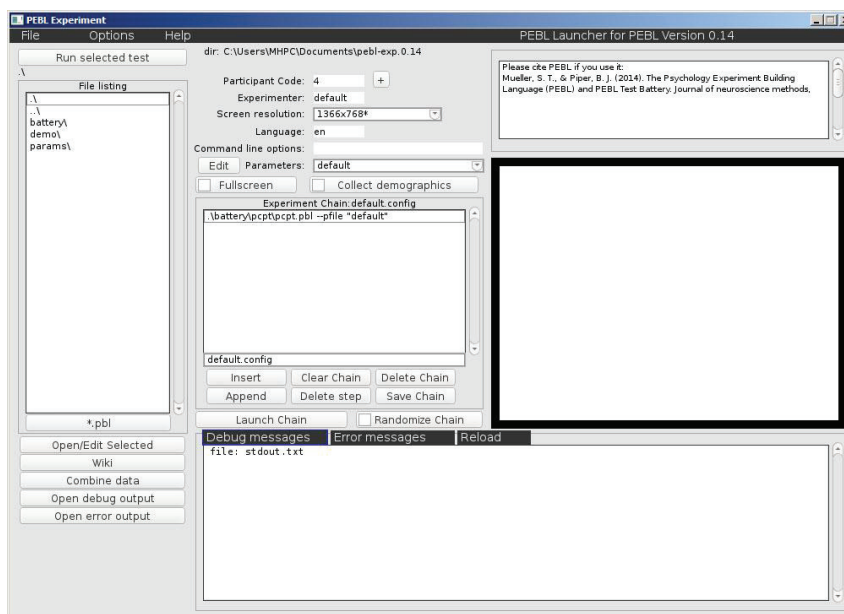 PEBL Experiment
File Options Help PEBL Launcher for PEBL Version 0.14
Run selected test
.\
File listing
.\
..\
battery\
demo\
params\
*.pbl
Open/Edit Selected
Wiki
Combine data
Open debug output
Open error output
dir: C:\Users\MHPC\Documents\pebl-exp.0.14
Participant Code: 4 +
Experimenter: default
Screen resolution: 1366x768*
Language: en
Command line options:
Edit Parameters: default
Fullscreen Collect demographics
Experiment Chain:default.config
.\battery\pcpt\pcpt.pbl --pfile "default"
default.config
Insert Clear Chain Delete Chain
Append Delete step Save Chain
Launch Chain Randomize Chain
Please cite PEBL if you use it:
Mueller, S. T., & Piper, B. J. (2014). The Psychology Experiment Building
Language (PEBL) and PEBL Test Battery. Journal of neuroscience methods,
Debug messages Error messages Reload
file: stdout.txt